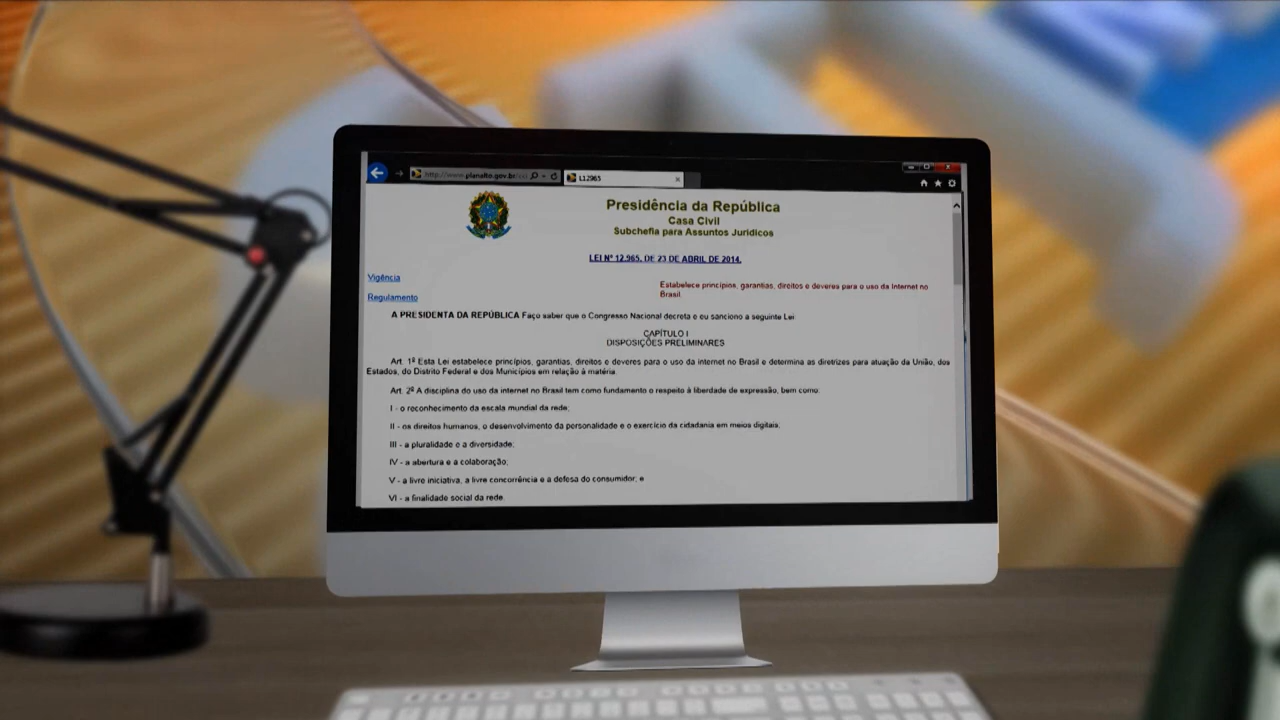 http://www.planalto.gov.br/
L12965
Presidência da República
Casa Civil
Subchefia para Assuntos Jurídicos
LEI Nº 12.965, DE 23 DE ABRIL DE 2014.
Vigência
Estabelece princípios, garantias, direitos e deveres para o uso da Internet no
Brasil.
Regulamento
A PRESIDENTA DA REPÚBLICA Faço saber que o Congresso Nacional decreta e eu sanciono a seguinte Lei:
CAPÍTULO I
DISPOSIÇÕES PRELIMINARES
Art. 1º Esta Lei estabelece princípios, garantias, direitos e deveres para o uso da internet no Brasil e determina as diretrizes para atuação da União, dos
Estados, do Distrito Federal e dos Municípios em relação à matéria.
Art. 2º A disciplina do uso da internet no Brasil tem como fundamento o respeito à liberdade de expressão, bem como:
I - o reconhecimento da escala mundial da rede;
II - os direitos humanos, o desenvolvimento da personalidade e o exercício da cidadania em meios digitais;
III - a pluralidade e a diversidade;
IV - a abertura e a colaboração;
V - a livre iniciativa, a livre concorrência e a defesa do consumidor; e
VI - a finalidade social da rede.